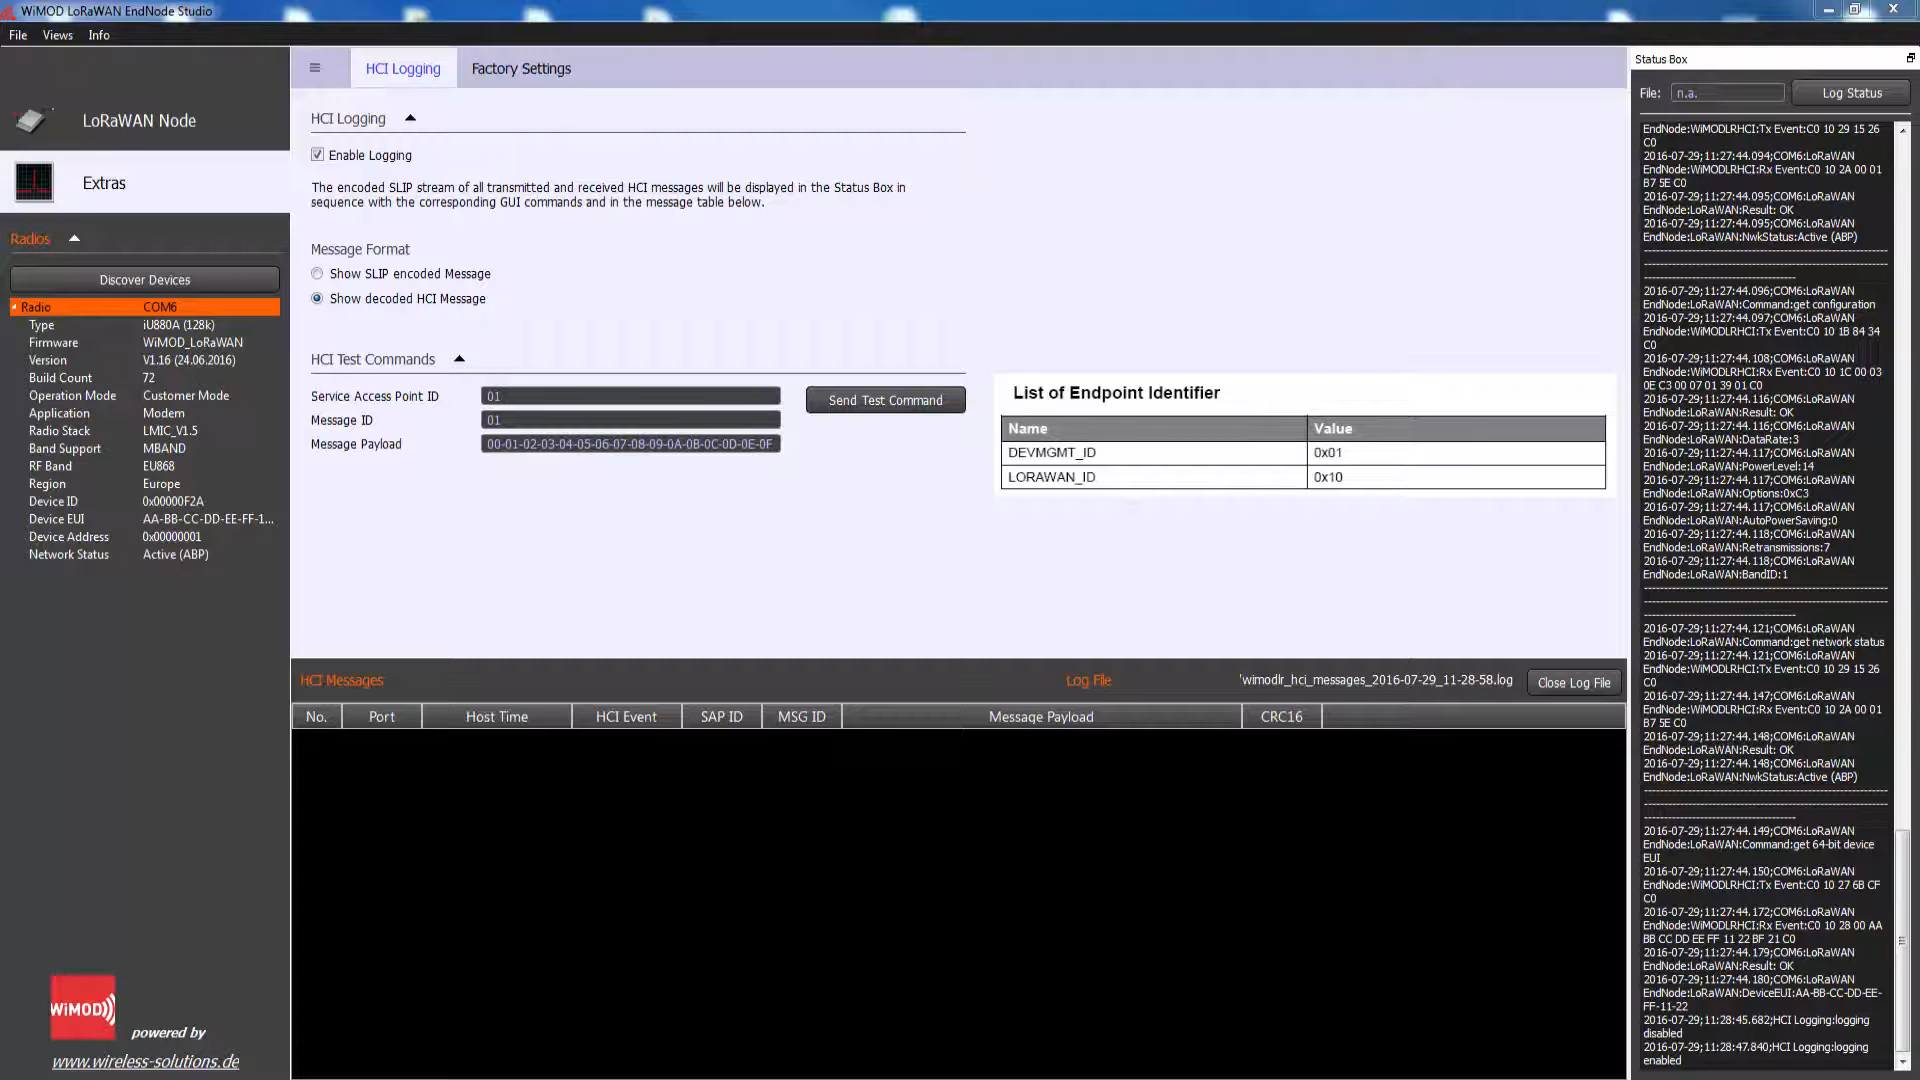 WiMOD LoRaWAN EndNode Studio
File Views Info
LoRaWAN Node
Extras
Radios
Discover Devices
Radio COM6
Type iU880A (128k)
Firmware WiMOD_LoRaWAN
Version V1.16 (24.06.2016)
Build Count 72
Operation Mode Customer Mode
Application Modem
Radio Stack LMIC_V1.5
Band Support MBAND
RF Band EU868
Region Europe
Device ID 0x00000F2A
Device EUI AA-BB-CC-DD-EE-FF-1...
Device Address 0x00000001
Network Status Active (ABP)
WiMOD
powered by
www.wireless-solutions.de
HCI Logging Factory Settings
HCI Logging
Enable Logging
The encoded SLIP stream of all transmitted and received HCI messages will be displayed in the Status Box in
sequence with the corresponding GUI commands and in the message table below.
Message Format
Show SLIP encoded Message
Show decoded HCI Message
HCI Test Commands
Service Access Point ID 01 Send Test Command
Message ID 01
Message Payload 00-01-02-03-04-05-06-07-08-09-0A-0B-0C-0D-0E-0F
List of Endpoint Identifier
Name Value
DEVMGMT_ID 0x01
LORAWAN_ID 0x10
HCI Messages Log File 'wimodlr_hci_messages_2016-07-29_11-28-58.log Close Log File
No. Port Host Time HCI Event SAP ID MSG ID Message Payload CRC16
Status Box
File: n.a. Log Status
EndNode:WiMODLRHCI:Tx Event:C0 10 29 15 26
C0
2016-07-29;11:27:44.094;COM6:LoRaWAN
EndNode:WiMODLRHCI:Rx Event:C0 10 2A 00 01
B7 5E C0
2016-07-29;11:27:44.095;COM6:LoRaWAN
EndNode:LoRaWAN:Result: OK
2016-07-29;11:27:44.095;COM6:LoRaWAN
EndNode:LoRaWAN:NwkStatus:Active (ABP)
2016-07-29;11:27:44.096;COM6:LoRaWAN
EndNode:LoRaWAN:Command:get configuration
2016-07-29;11:27:44.097;COM6:LoRaWAN
EndNode:WiMODLRHCI:Tx Event:C0 10 1B 84 34
C0
2016-07-29;11:27:44.108;COM6:LoRaWAN
EndNode:WiMODLRHCI:Rx Event:C0 10 1C 00 03
0E C3 00 07 01 39 01 C0
2016-07-29;11:27:44.116;COM6:LoRaWAN
EndNode:LoRaWAN:Result: OK
2016-07-29;11:27:44.116;COM6:LoRaWAN
EndNode:LoRaWAN:DataRate:3
2016-07-29;11:27:44.117;COM6:LoRaWAN
EndNode:LoRaWAN:PowerLevel:14
2016-07-29;11:27:44.117;COM6:LoRaWAN
EndNode:LoRaWAN:Options:0xC3
2016-07-29;11:27:44.117;COM6:LoRaWAN
EndNode:LoRaWAN:AutoPowerSaving:0
2016-07-29;11:27:44.118;COM6:LoRaWAN
EndNode:LoRaWAN:Retransmissions:7
2016-07-29;11:27:44.118;COM6:LoRaWAN
EndNode:LoRaWAN:BandID:1
2016-07-29;11:27:44.121;COM6:LoRaWAN
EndNode:LoRaWAN:Command:get network status
2016-07-29;11:27:44.121;COM6:LoRaWAN
EndNode:WiMODLRHCI:Tx Event:C0 10 29 15 26
C0
2016-07-29;11:27:44.147;COM6:LoRaWAN
EndNode:WiMODLRHCI:Rx Event:C0 10 2A 00 01
B7 5E C0
2016-07-29;11:27:44.148;COM6:LoRaWAN
EndNode:LoRaWAN:Result: OK
2016-07-29;11:27:44.148;COM6:LoRaWAN
EndNode:LoRaWAN:NwkStatus:Active (ABP)
2016-07-29;11:27:44.149;COM6:LoRaWAN
EndNode:LoRaWAN:Command:get 64-bit device
EUI
2016-07-29;11:27:44.150;COM6:LoRaWAN
EndNode:WiMODLRHCI:Tx Event:C0 10 27 6B CF
C0
2016-07-29;11:27:44.172;COM6:LoRaWAN
EndNode:WiMODLRHCI:Rx Event:C0 10 28 00 AA
BB CC DD EE FF 11 22 BF 21 C0
2016-07-29;11:27:44.179;COM6:LoRaWAN
EndNode:LoRaWAN:Result: OK
2016-07-29;11:27:44.180;COM6:LoRaWAN
EndNode:LoRaWAN:DeviceEUI:AA-BB-CC-DD-EE-
FF-11-22
2016-07-29;11:28:45.682;HCI Logging:logging
disabled
2016-07-29;11:28:47.840;HCI Logging:logging
enabled